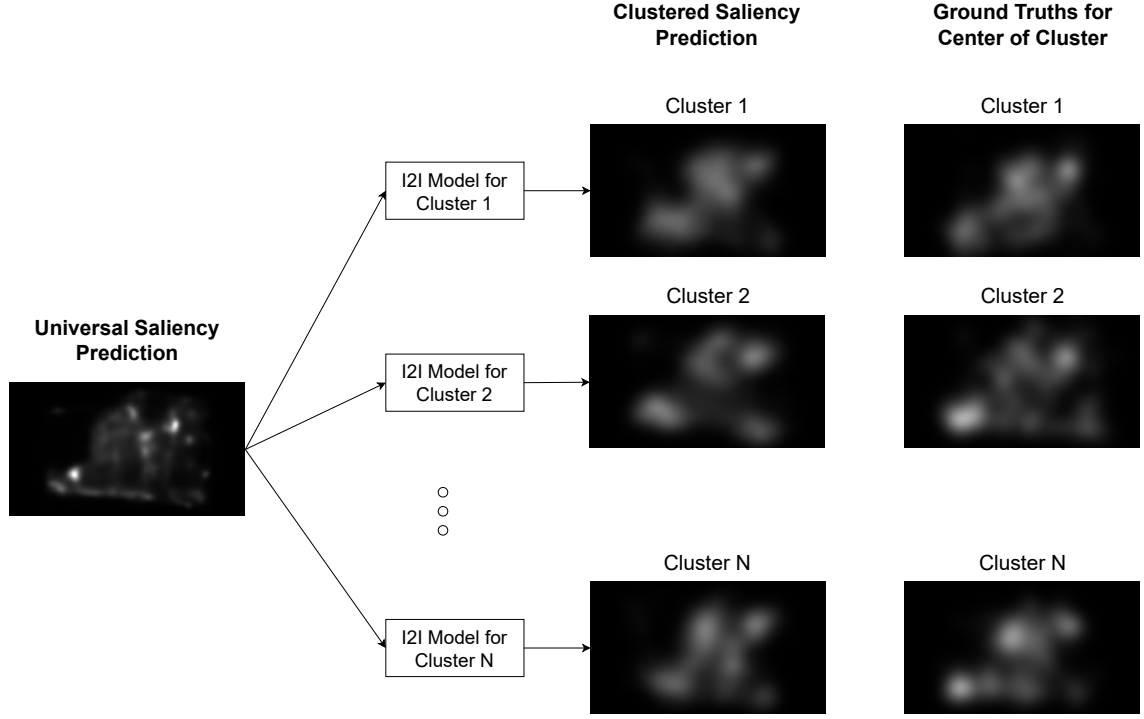 Clustered Saliency
Prediction
Ground Truths for
Center of Cluster
Cluster 1
Cluster 1
I2I Model for
Cluster 1
Cluster 2
Cluster 2
Universal Saliency
Prediction
I2I Model for
Cluster 2
Cluster N
Cluster N
I2I Model for
Cluster N